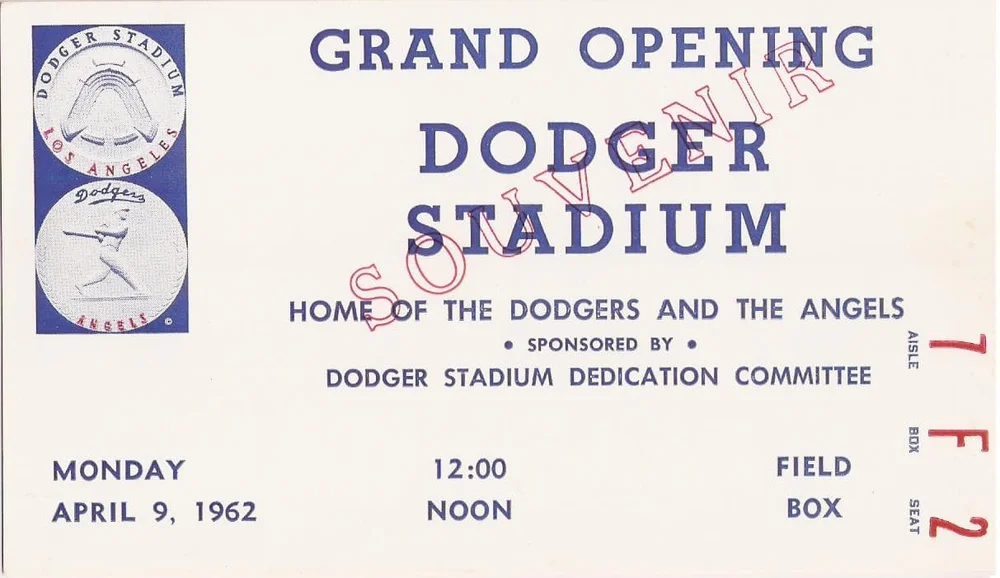 DODGER STADIUM
LOS ANGELES
Dodgers
ANGELS ©
GRAND OPENING
DODGER
STADIUM
SOUVENIR
HOME OF THE DODGERS AND THE ANGELS
• SPONSORED BY •
DODGER STADIUM DEDICATION COMMITTEE
MONDAY
APRIL 9, 1962
12:00
NOON
FIELD
BOX
AISLE 7
BOX F
SEAT 2